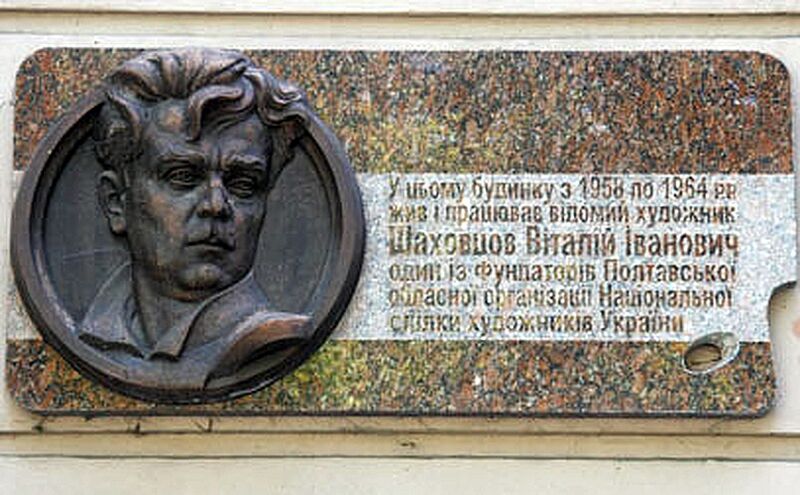 У цьому будинку з 1958 по 1964 рр
жив і працював відомий художник
Шаховцов Віталій Іванович
один із фундаторів Полтавської
обласної організації Національної
спілки художників України